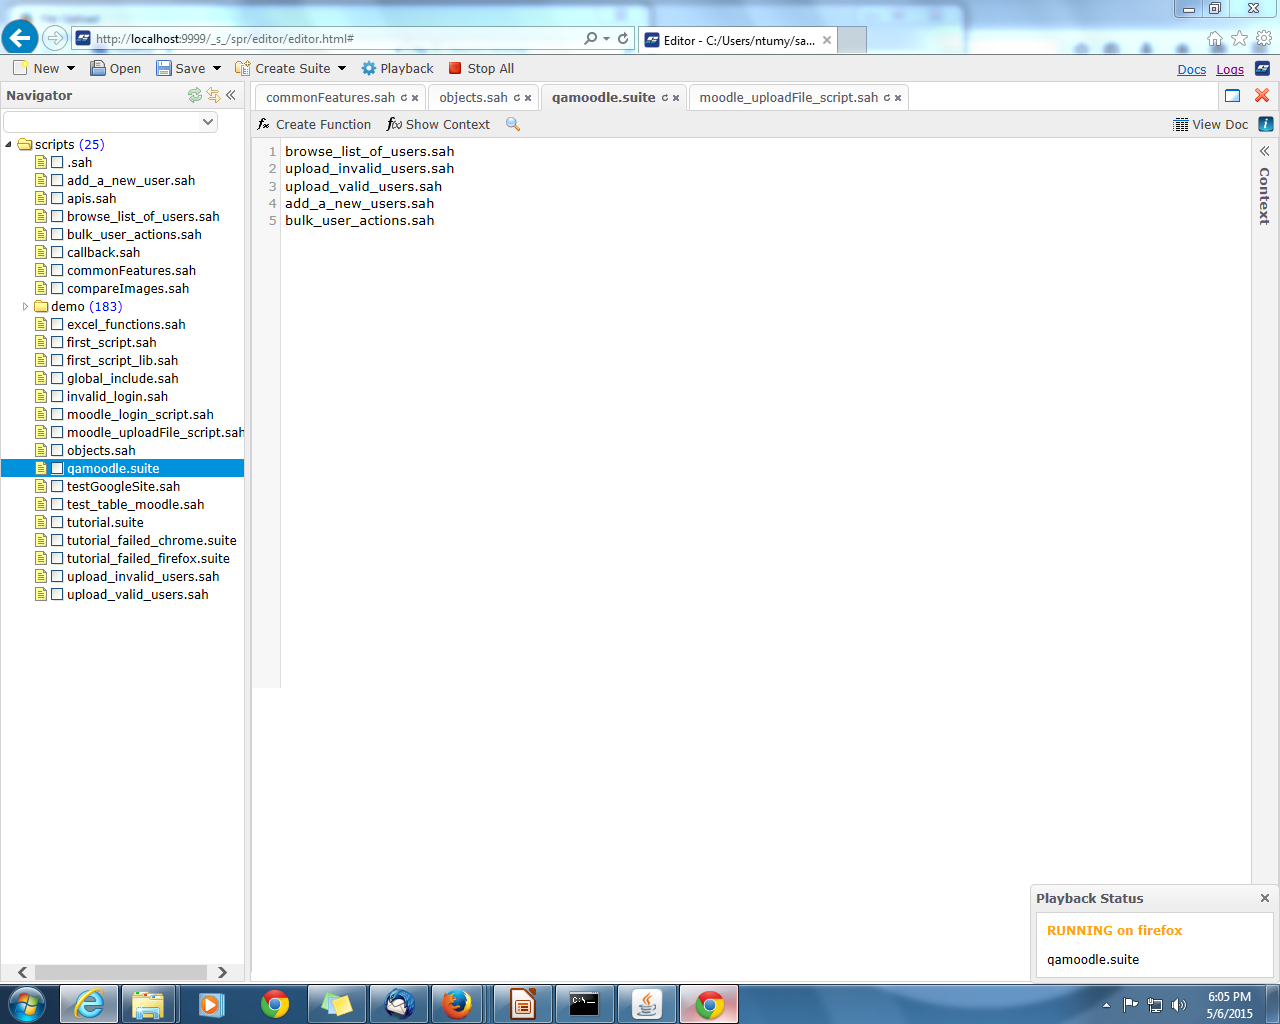 http://localhost:9999/_s_/spr/editor/editor.html#
Editor - C:/Users/ntumy/sa...
New Open Save Create Suite Playback Stop All Docs Logs
Navigator
commonFeatures.sah objects.sah qamoodle.suite moodle_uploadFile_script.sah
Create Function Show Context View Doc
scripts (25)
.sah
add_a_new_user.sah
apis.sah
browse_list_of_users.sah
bulk_user_actions.sah
callback.sah
commonFeatures.sah
compareImages.sah
demo (183)
excel_functions.sah
first_script.sah
first_script_lib.sah
global_include.sah
invalid_login.sah
moodle_login_script.sah
moodle_uploadFile_script.sah
objects.sah
qamoodle.suite
testGoogleSite.sah
test_table_moodle.sah
tutorial.suite
tutorial_failed_chrome.suite
tutorial_failed_firefox.suite
upload_invalid_users.sah
upload_valid_users.sah
1 browse_list_of_users.sah
2 upload_invalid_users.sah
3 upload_valid_users.sah
4 add_a_new_users.sah
5 bulk_user_actions.sah
Context
Playback Status
RUNNING on firefox
qamoodle.suite
6:05 PM
5/6/2015